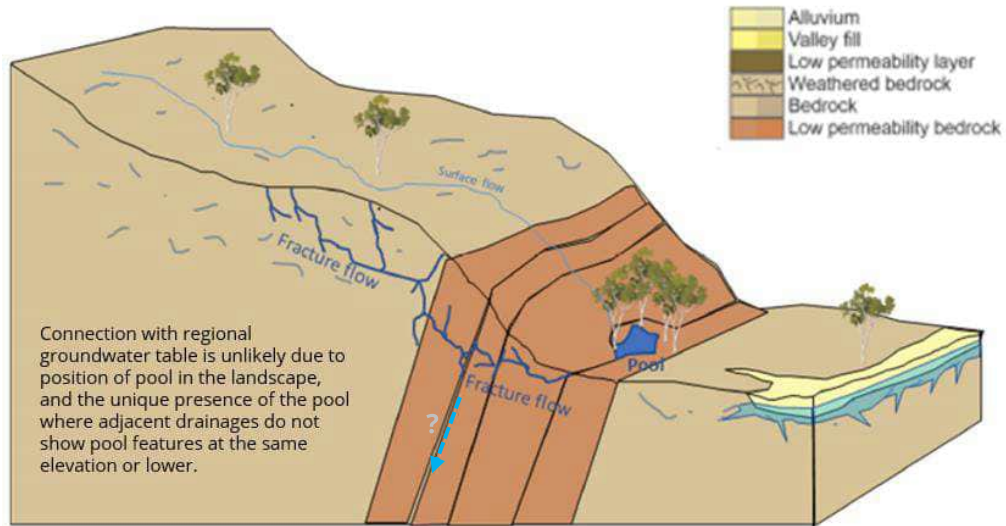 Alluvium
Valley fill
Low permeability layer
Weathered bedrock
Bedrock
Low permeability bedrock
Surface flow
Fracture flow
Connection with regional
groundwater table is unlikely due to
position of pool in the landscape,
and the unique presence of the pool
where adjacent drainages do not
show pool features at the same
elevation or lower.
Pool
Fracture flow
?